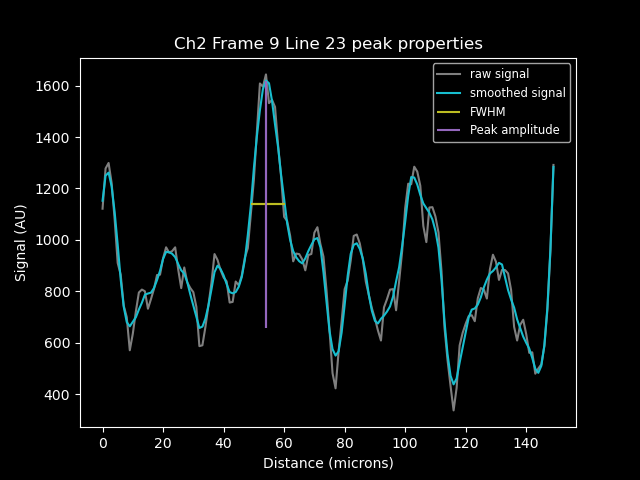 Ch2 Frame 9 Line 23 peak properties
raw signal
smoothed signal
FWHM
Peak amplitude
1600
1400
1200
1000
800
600
400
Signal (AU)
0 20 40 60 80 100 120 140
Distance (microns)